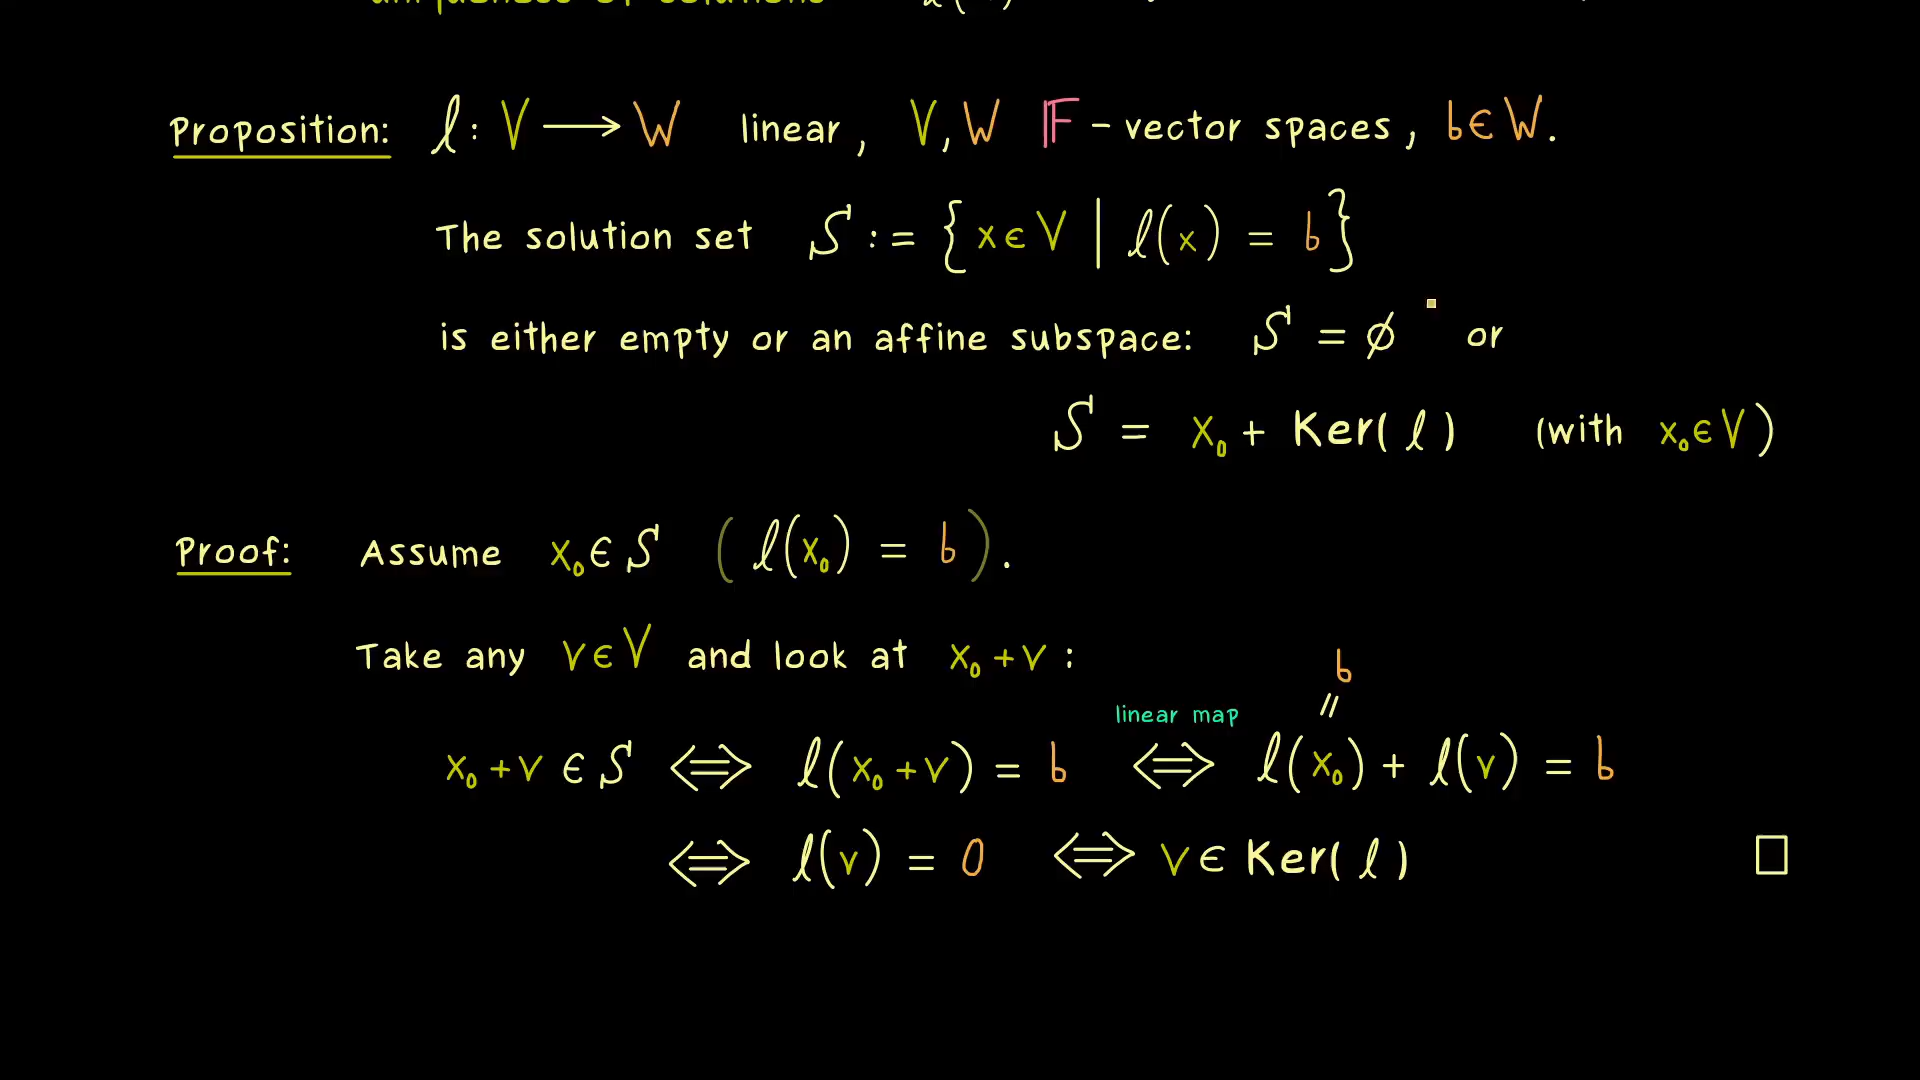 Proposition: ℓ: V ⟶ W linear, V, W 𝔽-vector spaces, b∈W.
The solution set S := {x∈V | ℓ(x) = b}
is either empty or an affine subspace: S = ∅ or
S = x₀ + Ker(ℓ) (with x₀∈V)
Proof: Assume x₀∈S (ℓ(x₀) = b).
Take any v∈V and look at x₀+v:
b
linear map =
x₀+v ∈ S ⟺ ℓ(x₀+v) = b ⟺ ℓ(x₀) + ℓ(v) = b
⟺ ℓ(v) = 0 ⟺ v ∈ Ker(ℓ) □